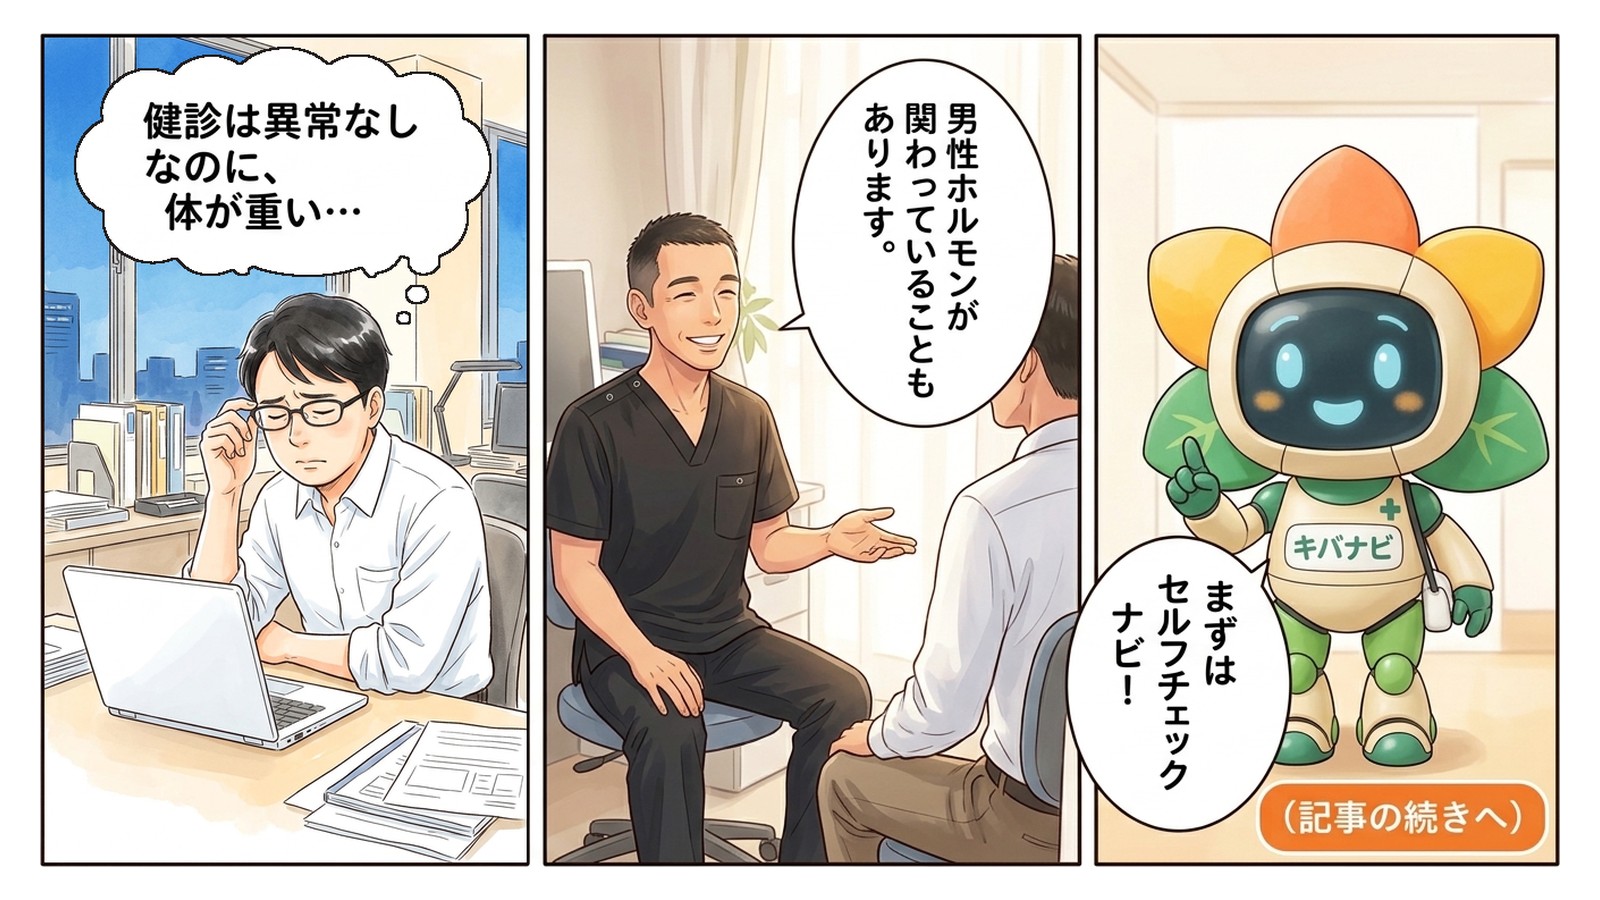 健診は異常なし
なのに、
体が重い…
男性ホルモンが
関わっていることも
あります。
キバナビ
まずは
セルフチェック
ナビ！
（記事の続きへ）